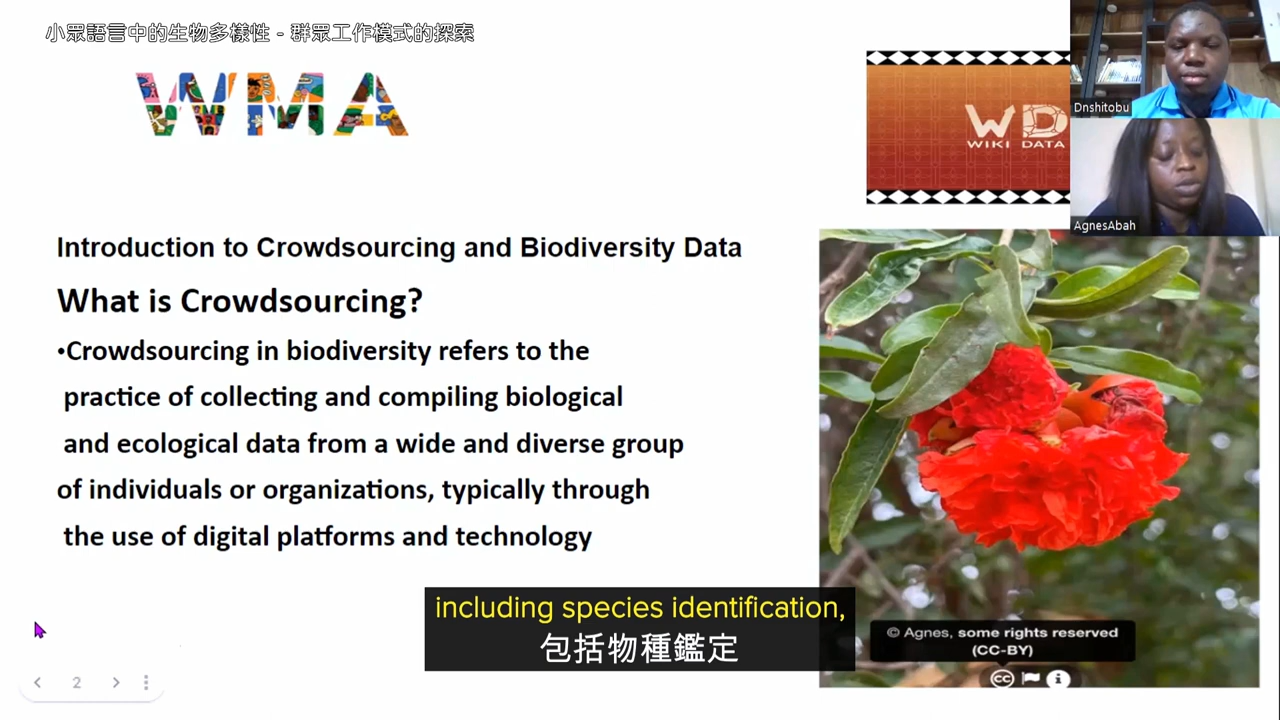 小眾語言中的生物多樣性 - 群眾工作模式的探索
WMA
WD
WIKI DATA
Dnshitobu
AgnesAbah
Introduction to Crowdsourcing and Biodiversity Data
What is Crowdsourcing?
•Crowdsourcing in biodiversity refers to the
practice of collecting and compiling biological
and ecological data from a wide and diverse group
of individuals or organizations, typically through
the use of digital platforms and technology
including species identification,
包括物種鑑定
© Agnes, some rights reserved
(CC-BY)
cc
2